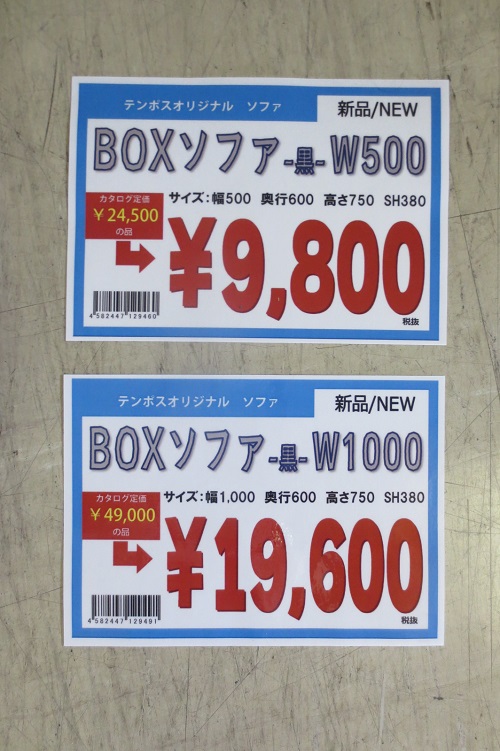 テンポスオリジナル ソファ
新品/NEW
BOXソファ-黒-W500
サイズ：幅500 奥行600 高さ750 SH380
カタログ定価
￥24,500
の品
￥9,800
税抜
4582447129460
テンポスオリジナル ソファ
新品/NEW
BOXソファ-黒-W1000
サイズ：幅1,000 奥行600 高さ750 SH380
カタログ定価
￥49,000
の品
￥19,600
税抜
4582447129491